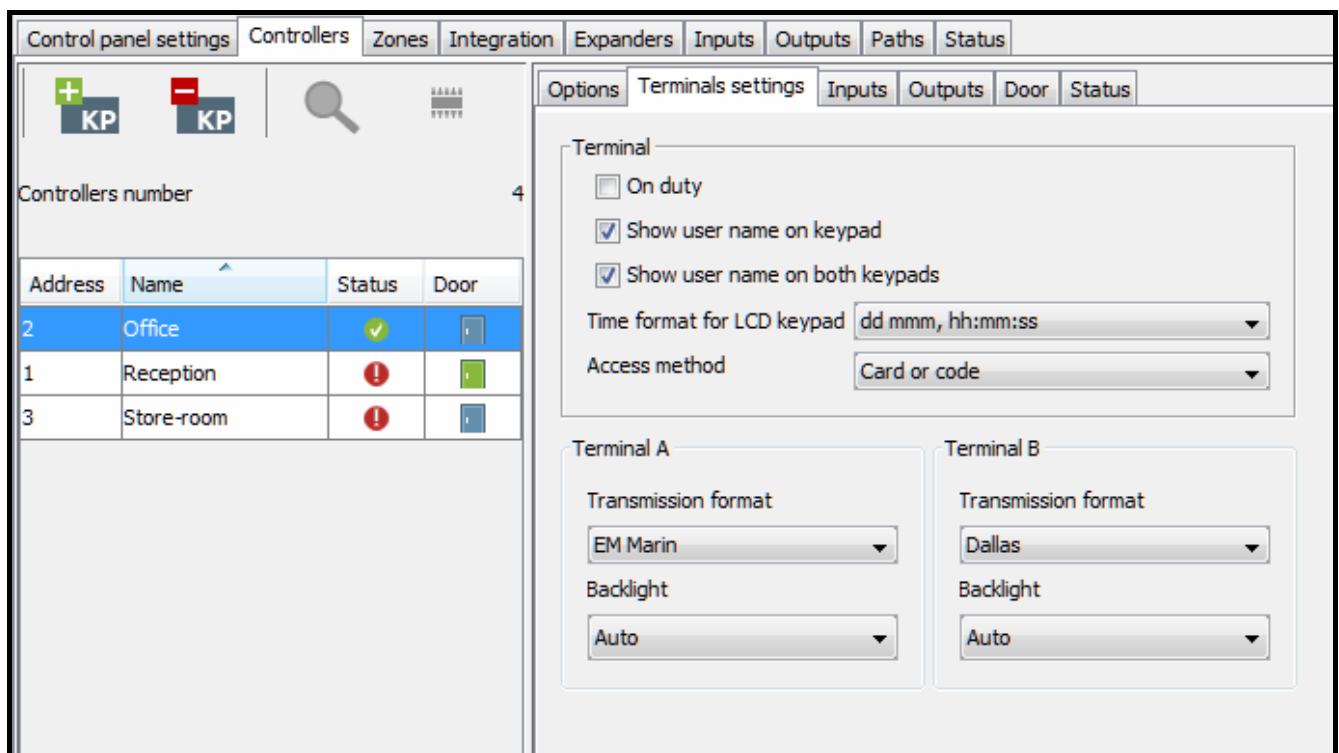 Control panel settings Controllers Zones Integration Expanders Inputs Outputs Paths Status
KP KP
Controllers number 4
Address Name Status Door
2 Office
1 Reception
3 Store-room
Options Terminals settings Inputs Outputs Door Status
Terminal
On duty
Show user name on keypad
Show user name on both keypads
Time format for LCD keypad dd mmm, hh:mm:ss
Access method Card or code
Terminal A
Transmission format
EM Marin
Backlight
Auto
Terminal B
Transmission format
Dallas
Backlight
Auto